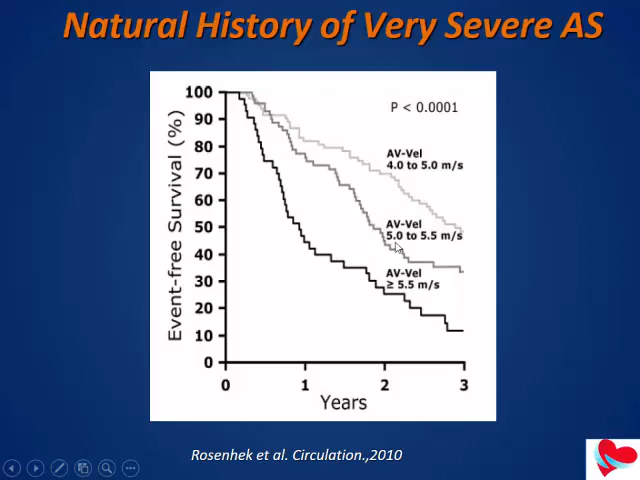 Natural History of Very Severe AS
100
90
80
70
60
50
40
30
20
10
0
Event-free Survival (%)
P < 0.0001
AV-Vel
4.0 to 5.0 m/s
AV-Vel
5.0 to 5.5 m/s
AV-Vel
≥ 5.5 m/s
0 1 2 3
Years
Rosenhek et al. Circulation.,2010